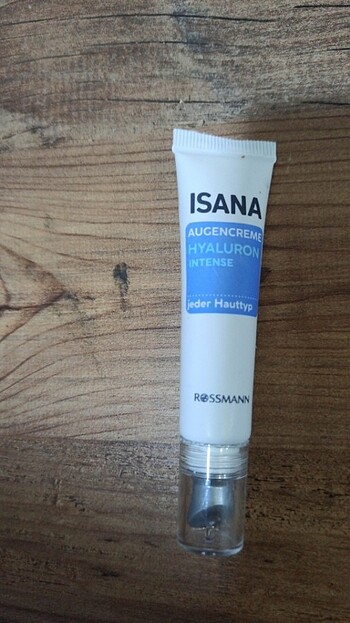 ISANA
AUGENCREME
HYALURON
INTENSE
jeder Hauttyp
ROSSMANN